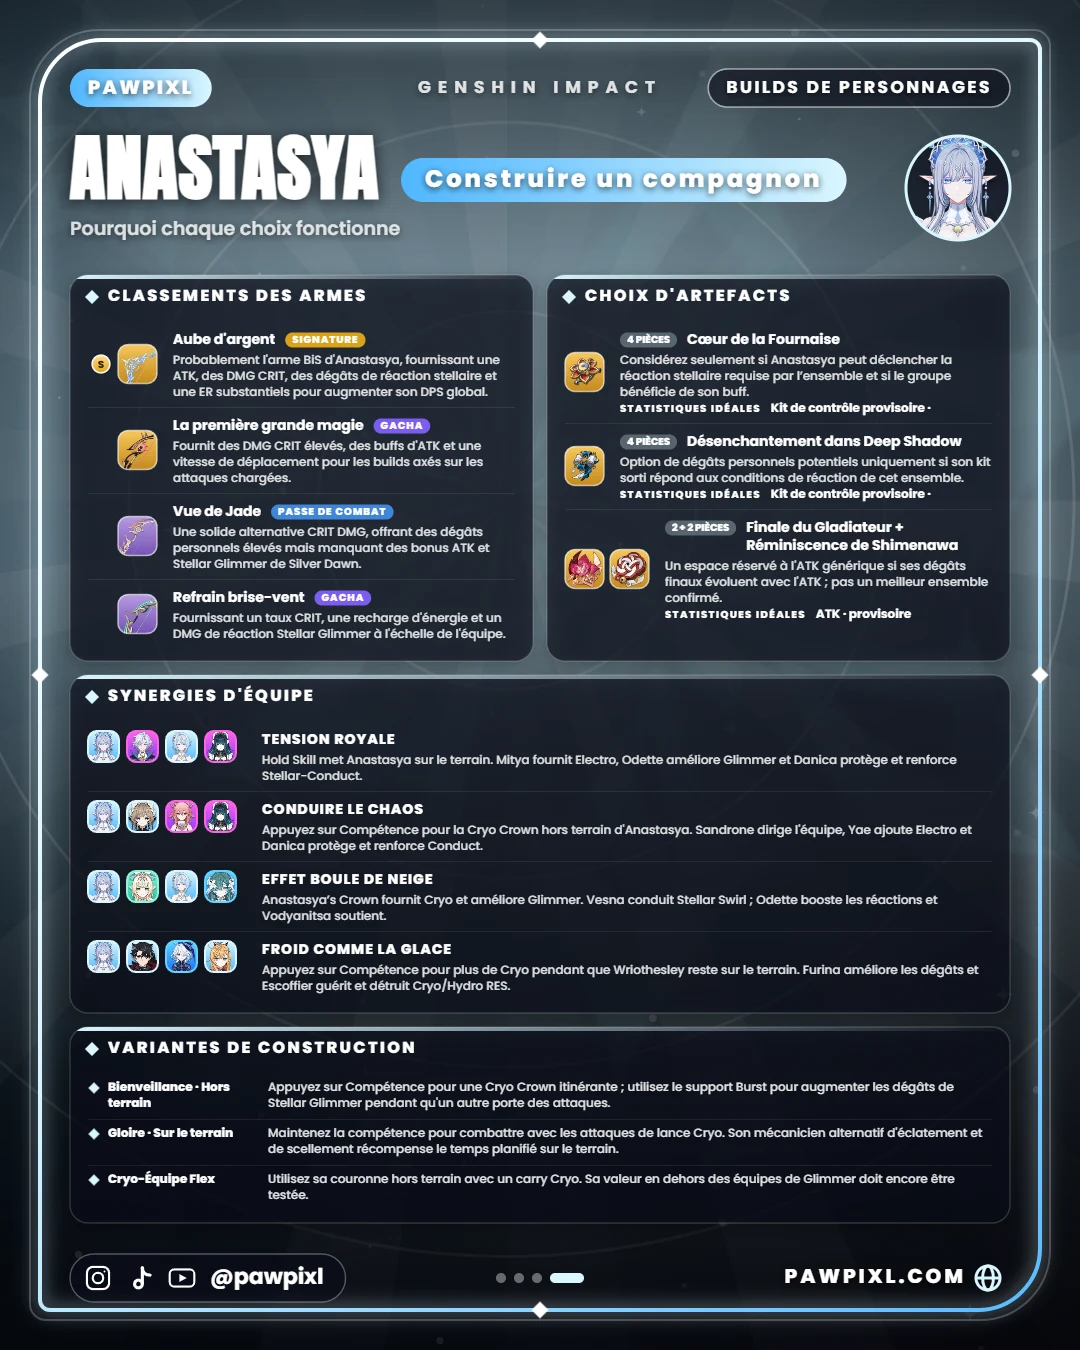 PAWPIXL
GENSHIN IMPACT
BUILDS DE PERSONNAGES
ANASTASYA
Construire un compagnon
Pourquoi chaque choix fonctionne
CLASSEMENTS DES ARMES
S
Aube d'argent SIGNATURE
Probablement l'arme BiS d'Anastasya, fournissant une
ATK, des DMG CRIT, des dégâts de réaction stellaire et
une ER substantiels pour augmenter son DPS global.
La première grande magie GACHA
Fournit des DMG CRIT élevés, des buffs d'ATK et une
vitesse de déplacement pour les builds axés sur les
attaques chargées.
Vue de Jade PASSE DE COMBAT
Une solide alternative CRIT DMG, offrant des dégâts
personnels élevés mais manquant des bonus ATK et
Stellar Glimmer de Silver Dawn.
Refrain brise-vent GACHA
Fournissant un taux CRIT, une recharge d'énergie et un
DMG de réaction Stellar Glimmer à l'échelle de l'équipe.
CHOIX D'ARTEFACTS
4 PIÈCES Cœur de la Fournaise
Considérez seulement si Anastasya peut déclencher la
réaction stellaire requise par l’ensemble et si le groupe
bénéficie de son buff.
STATISTIQUES IDÉALES Kit de contrôle provisoire ·
4 PIÈCES Désenchantement dans Deep Shadow
Option de dégâts personnels potentiels uniquement si son kit
sorti répond aux conditions de réaction de cet ensemble.
STATISTIQUES IDÉALES Kit de contrôle provisoire ·
2 + 2 PIÈCES Finale du Gladiateur +
Réminiscence de Shimenawa
Un espace réservé à l'ATK générique si ses dégâts
finaux évoluent avec l'ATK ; pas un meilleur ensemble
confirmé.
STATISTIQUES IDÉALES ATK · provisoire
SYNERGIES D'ÉQUIPE
TENSION ROYALE
Hold Skill met Anastasya sur le terrain. Mitya fournit Electro, Odette améliore Glimmer et Danica protège et renforce
Stellar-Conduct.
CONDUIRE LE CHAOS
Appuyez sur Compétence pour la Cryo Crown hors terrain d'Anastasya. Sandrone dirige l'équipe, Yae ajoute Electro et
Danica protège et renforce Conduct.
EFFET BOULE DE NEIGE
Anastasya’s Crown fournit Cryo et améliore Glimmer. Vesna conduit Stellar Swirl ; Odette booste les réactions et
Vodyanitsa soutient.
FROID COMME LA GLACE
Appuyez sur Compétence pour plus de Cryo pendant que Wriothesley reste sur le terrain. Furina améliore les dégâts et
Escoffier guérit et détruit Cryo/Hydro RES.
VARIANTES DE CONSTRUCTION
Bienveillance · Hors
terrain
Appuyez sur Compétence pour une Cryo Crown itinérante ; utilisez le support Burst pour augmenter les dégâts de
Stellar Glimmer pendant qu'un autre porte des attaques.
Gloire · Sur le terrain
Maintenez la compétence pour combattre avec les attaques de lance Cryo. Son mécanicien alternatif d'éclatement et
de scellement récompense le temps planifié sur le terrain.
Cryo-Équipe Flex
Utilisez sa couronne hors terrain avec un carry Cryo. Sa valeur en dehors des équipes de Glimmer doit encore être
testée.
@pawpixl
PAWPIXL.COM